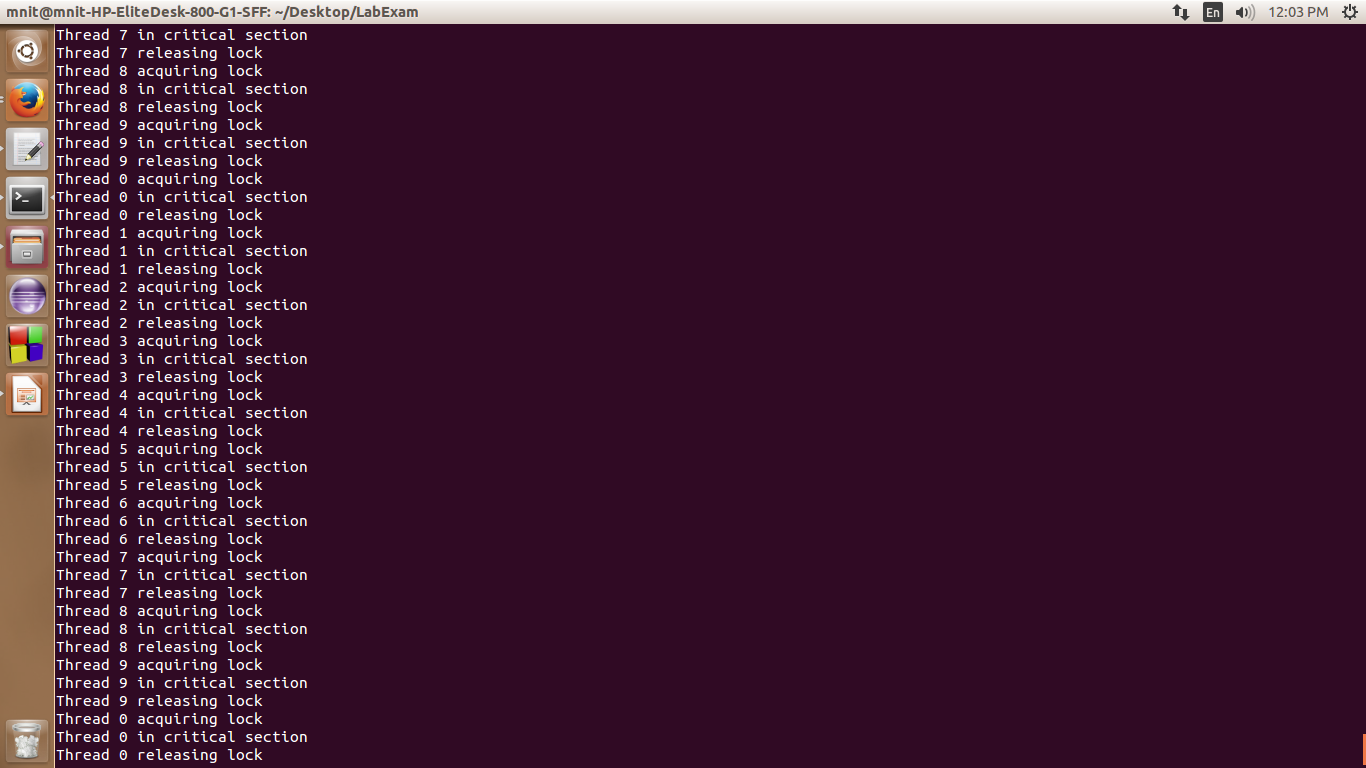 mnit@mnit-HP-EliteDesk-800-G1-SFF: ~/Desktop/LabExam
En
12:03 PM
Thread 7 in critical section
Thread 7 releasing lock
Thread 8 acquiring lock
Thread 8 in critical section
Thread 8 releasing lock
Thread 9 acquiring lock
Thread 9 in critical section
Thread 9 releasing lock
Thread 0 acquiring lock
Thread 0 in critical section
Thread 0 releasing lock
Thread 1 acquiring lock
Thread 1 in critical section
Thread 1 releasing lock
Thread 2 acquiring lock
Thread 2 in critical section
Thread 2 releasing lock
Thread 3 acquiring lock
Thread 3 in critical section
Thread 3 releasing lock
Thread 4 acquiring lock
Thread 4 in critical section
Thread 4 releasing lock
Thread 5 acquiring lock
Thread 5 in critical section
Thread 5 releasing lock
Thread 6 acquiring lock
Thread 6 in critical section
Thread 6 releasing lock
Thread 7 acquiring lock
Thread 7 in critical section
Thread 7 releasing lock
Thread 8 acquiring lock
Thread 8 in critical section
Thread 8 releasing lock
Thread 9 acquiring lock
Thread 9 in critical section
Thread 9 releasing lock
Thread 0 acquiring lock
Thread 0 in critical section
Thread 0 releasing lock